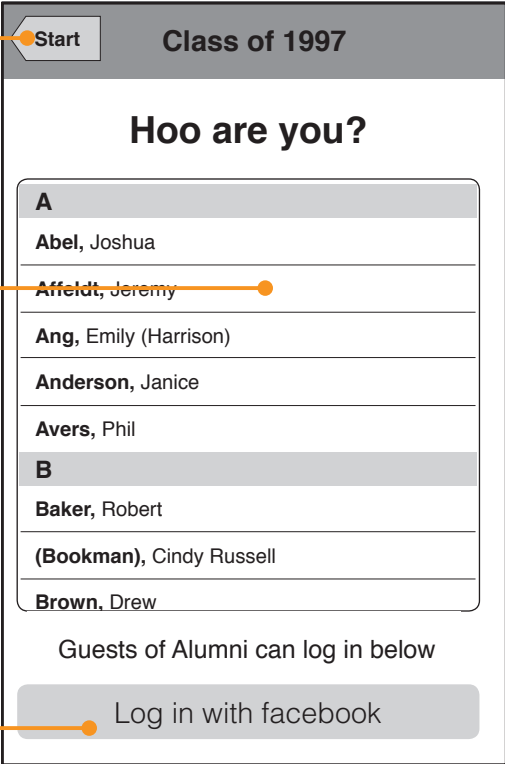 Start
Class of 1997
Hoo are you?
A
Abel, Joshua
Affeldt, Jeremy
Ang, Emily (Harrison)
Anderson, Janice
Avers, Phil
B
Baker, Robert
(Bookman), Cindy Russell
Brown, Drew
Guests of Alumni can log in below
Log in with facebook